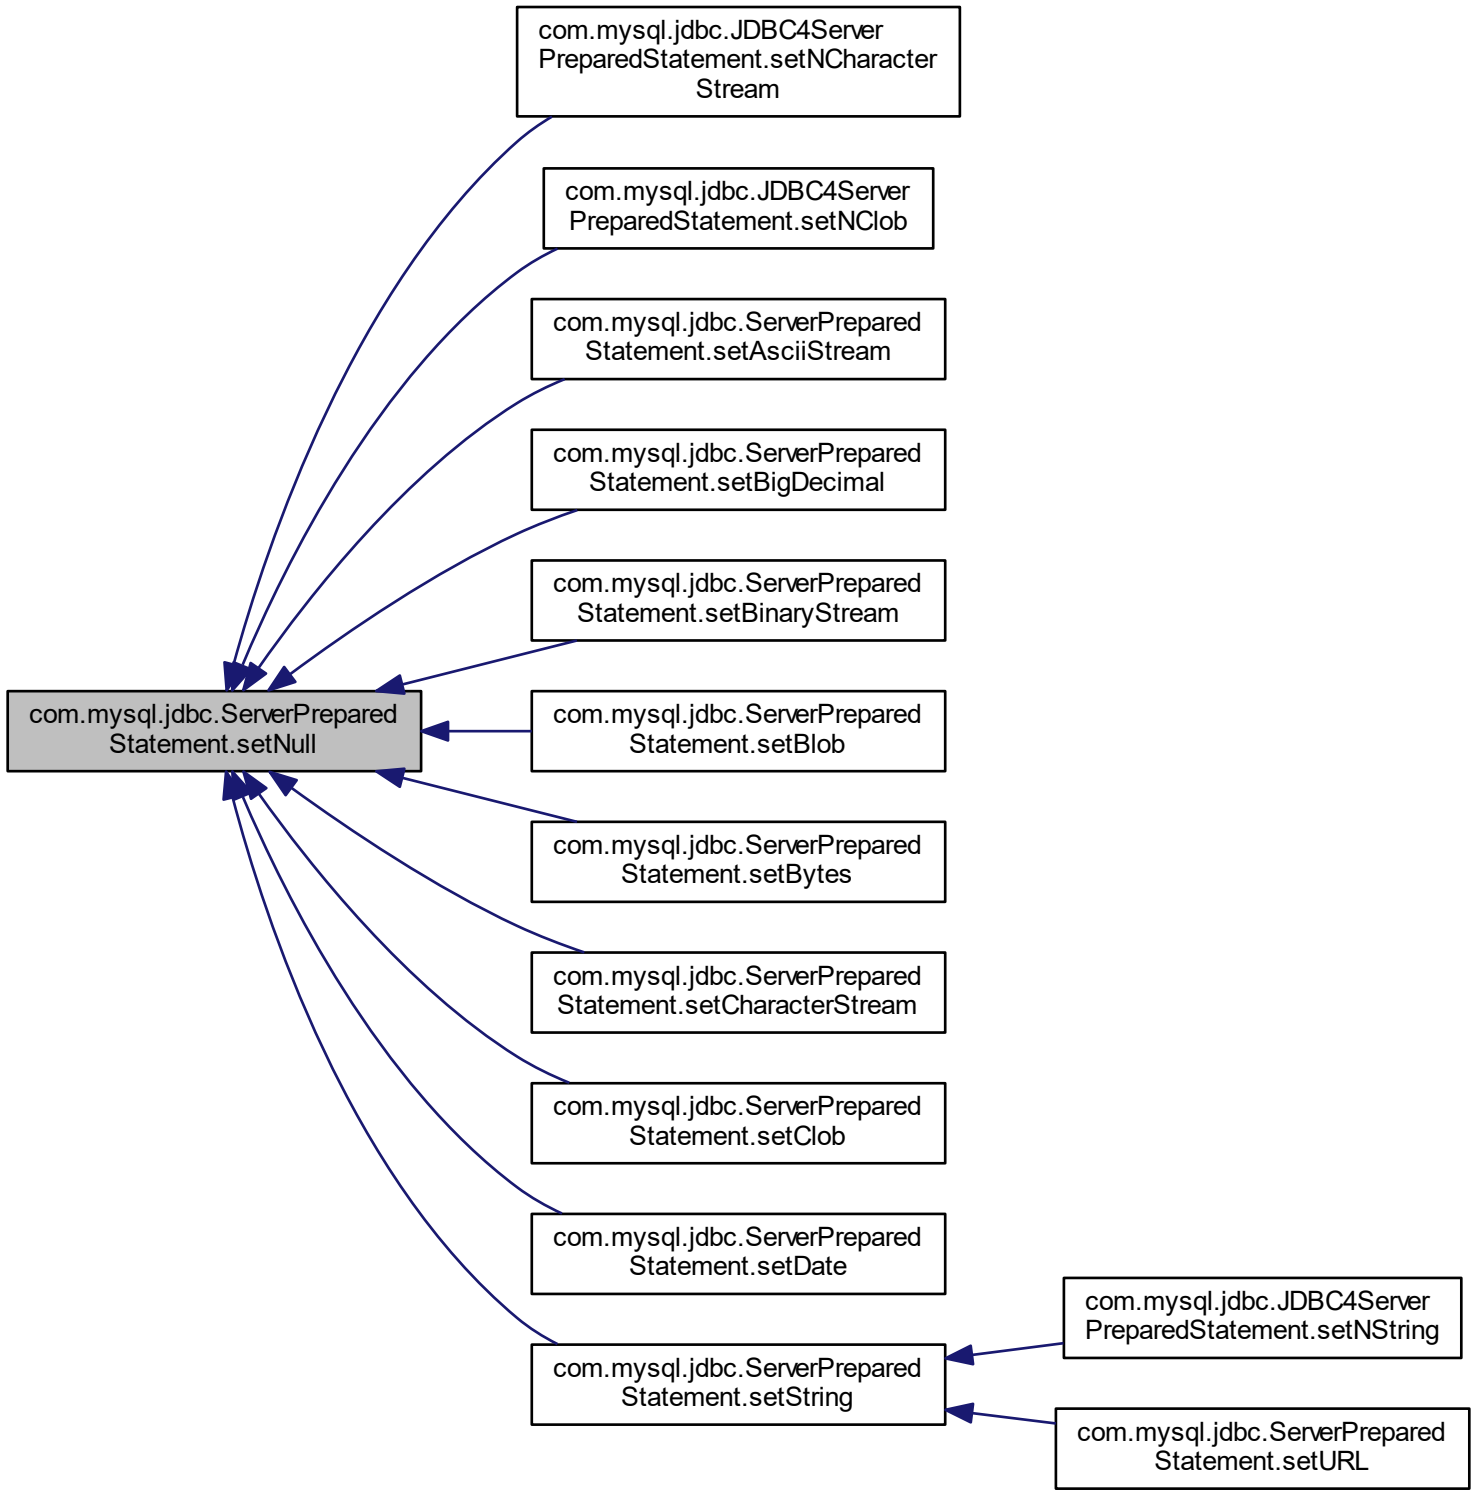 com.mysql.jdbc.JDBC4Server
PreparedStatement.setNCharacter
Stream
com.mysql.jdbc.JDBC4Server
PreparedStatement.setNClob
com.mysql.jdbc.ServerPrepared
Statement.setAsciiStream
com.mysql.jdbc.ServerPrepared
Statement.setBigDecimal
com.mysql.jdbc.ServerPrepared
Statement.setBinaryStream
com.mysql.jdbc.ServerPrepared
Statement.setNull
com.mysql.jdbc.ServerPrepared
Statement.setBlob
com.mysql.jdbc.ServerPrepared
Statement.setBytes
com.mysql.jdbc.ServerPrepared
Statement.setCharacterStream
com.mysql.jdbc.ServerPrepared
Statement.setClob
com.mysql.jdbc.ServerPrepared
Statement.setDate
com.mysql.jdbc.ServerPrepared
Statement.setString
com.mysql.jdbc.JDBC4Server
PreparedStatement.setNString
com.mysql.jdbc.ServerPrepared
Statement.setURL